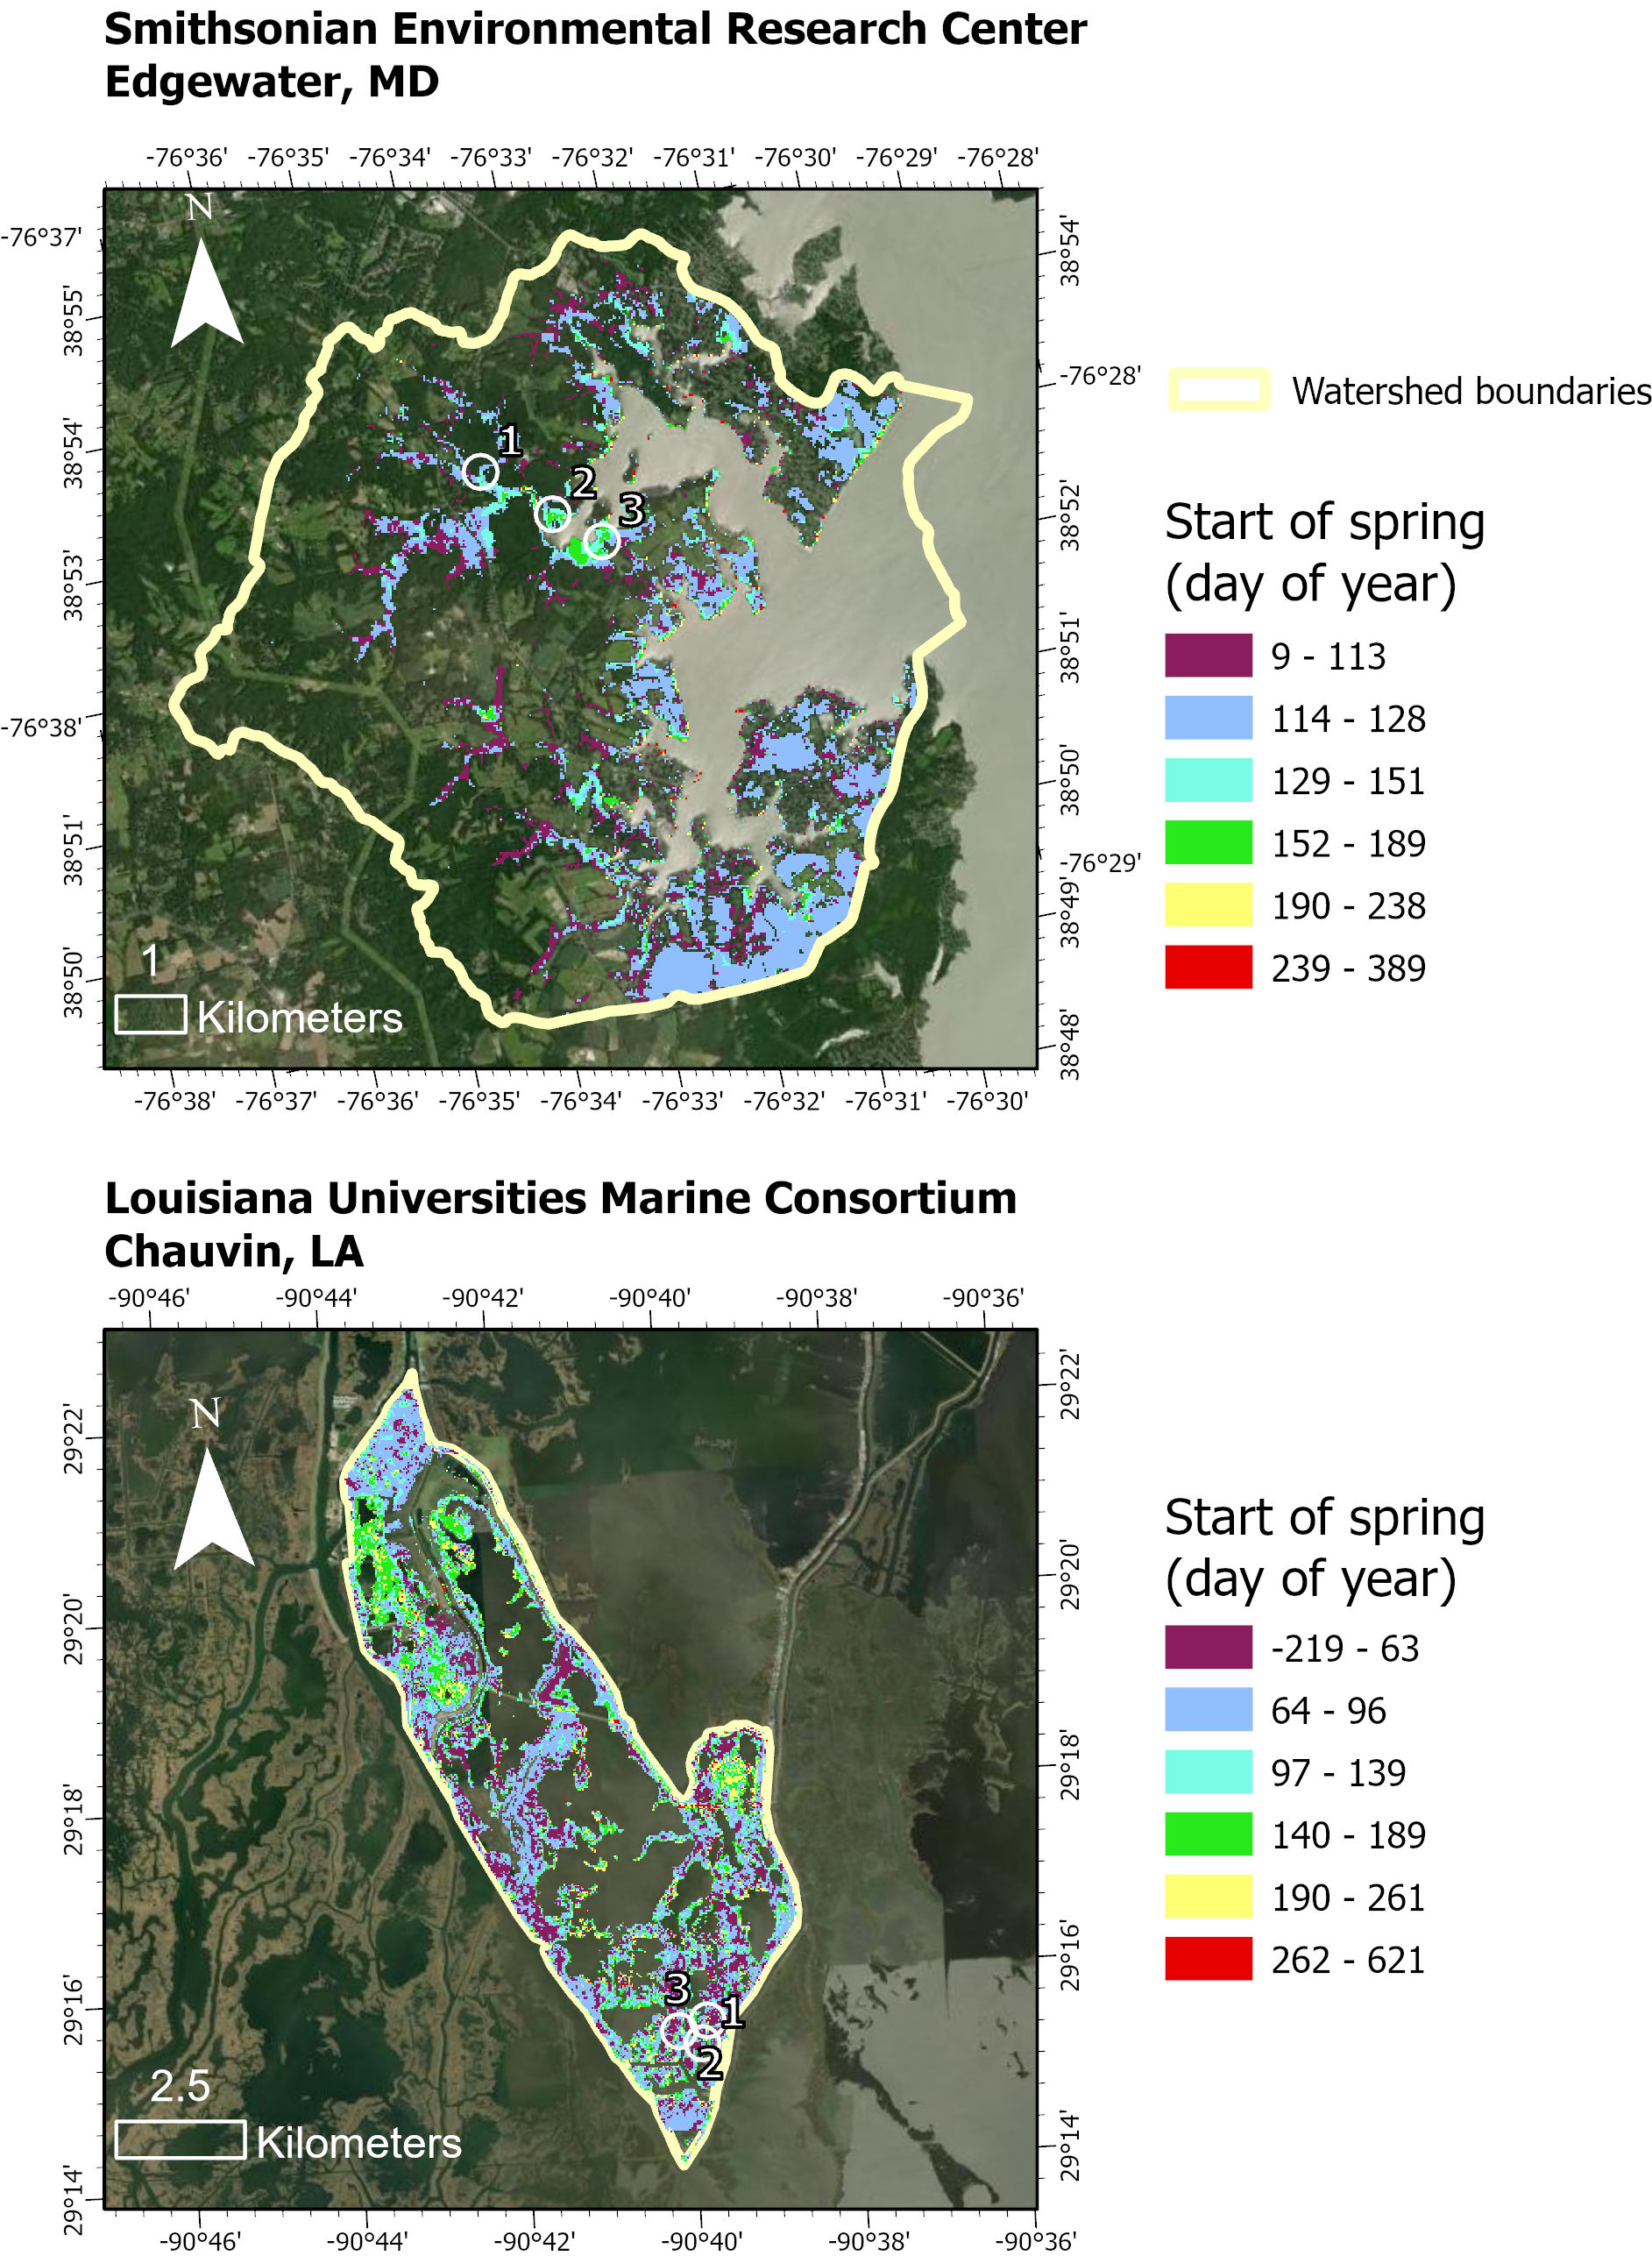 Smithsonian Environmental Research Center
Edgewater, MD
-76°36' -76°35' -76°34' -76°33' -76°32' -76°31' -76°30' -76°29' -76°28'
N
-76°37'
38°54'
38°55'
-76°28'
Watershed boundaries
38°54'
1
2
3
38°52'
Start of spring
(day of year)
38°53'
38°51'
9 - 113
114 - 128
-76°38'
38°50'
129 - 151
38°51'
-76°29'
152 - 189
38°49'
190 - 238
38°50'
1
Kilometers
239 - 389
38°48'
-76°38' -76°37' -76°36' -76°35' -76°34' -76°33' -76°32' -76°31' -76°30'
Louisiana Universities Marine Consortium
Chauvin, LA
-90°46' -90°44' -90°42' -90°40' -90°38' -90°36'
N
29°22'
29°22'
29°20'
Start of spring
(day of year)
29°20'
-219 - 63
64 - 96
29°18'
97 - 139
29°18'
140 - 189
190 - 261
29°16'
262 - 621
29°16'
3
1
2
2.5
Kilometers
29°14'
29°14'
-90°46' -90°44' -90°42' -90°40' -90°38' -90°36'